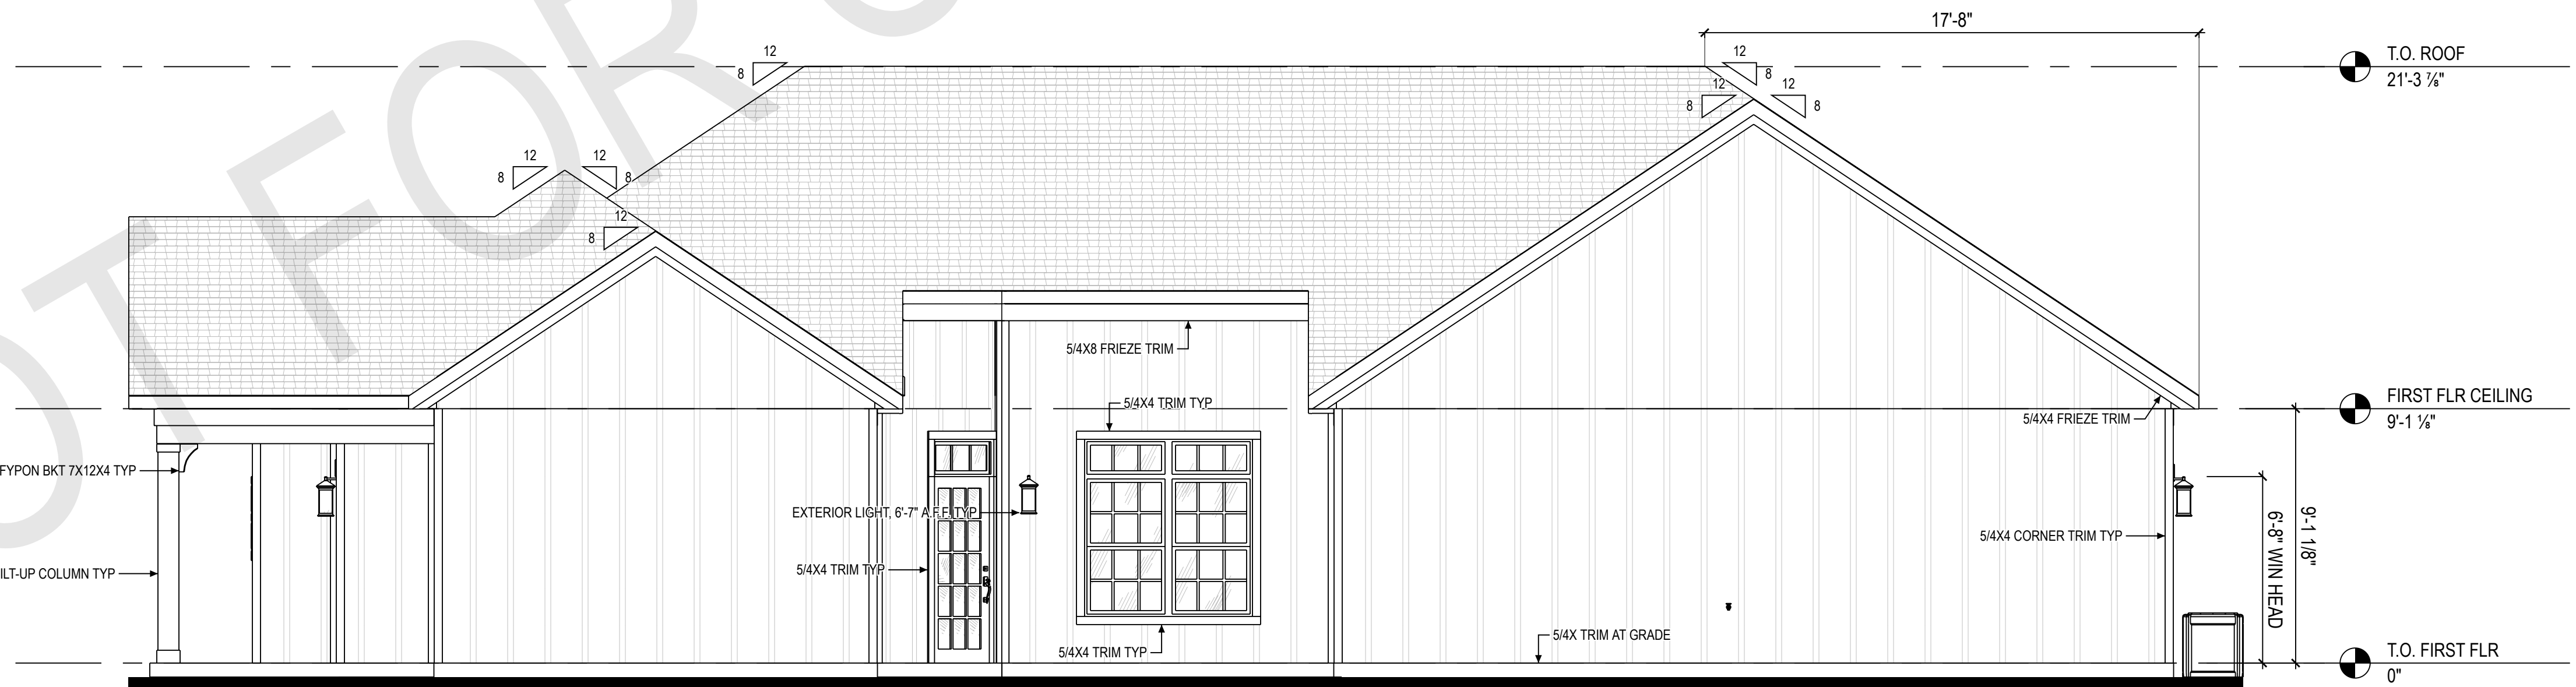 OT FOR
17'-8"
12
8
T.O. ROOF
21'-3 ⅞"
12
8
12
8
12
8
12
8
12
8
12
8
FIRST FLR CEILING
9'-1 ⅛"
5/4X8 FRIEZE TRIM
5/4X4 TRIM TYP
5/4X4 FRIEZE TRIM
FYPON BKT 7X12X4 TYP
EXTERIOR LIGHT, 6'-7" A.F.F. TYP
5/4X4 CORNER TRIM TYP
9'-1 1/8"
6'-8" WIN HEAD
ILT-UP COLUMN TYP
5/4X4 TRIM TYP
5/4X TRIM AT GRADE
5/4X4 TRIM TYP
T.O. FIRST FLR
0"